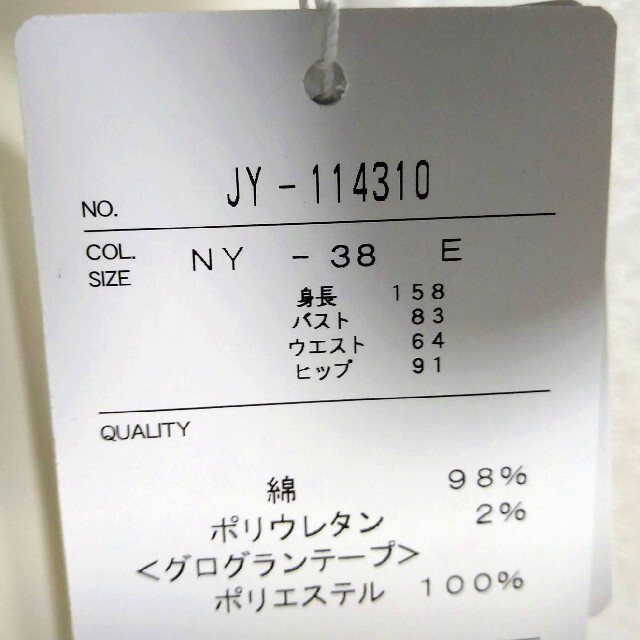 NO. JY-114310
COL. NY -38 E
SIZE
身長 158
バスト 83
ウエスト 64
ヒップ 91
QUALITY
綿 98%
ポリウレタン 2%
<グログランテープ>
ポリエステル 100%